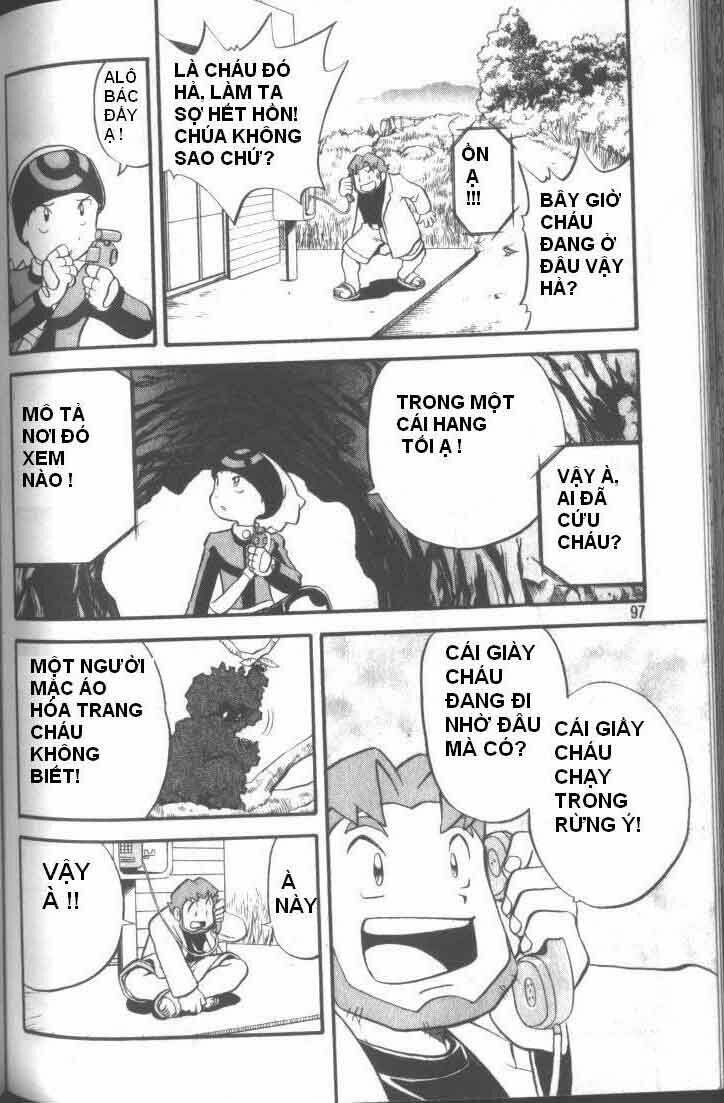 ALÔ
BÁC
ĐẤY
Ạ !
LÀ CHÁU ĐÓ
HẢ, LÀM TA
SỢ HẾT HỒN!
CHÚA KHÔNG
SAO CHỨ?
ỒN
Ạ
!!!
BÂY GIỜ
CHÁU
ĐANG Ở
ĐÂU VẬY
HẢ?
MÔ TẢ
NƠI ĐÓ
XEM
NÀO !
TRONG MỘT
CÁI HANG
TỐI Ạ !
VẬY À,
AI ĐÃ
CỨU
CHÁU?
97
MỘT NGƯỜI
MẶC ÁO
HÓA TRANG
CHÁU
KHÔNG
BIẾT!
CÁI GIÀY
CHÁU
ĐANG ĐI
NHỜ ĐÂU
MÀ CÓ?
CÁI GIẦY
CHÁU
CHẠY
TRONG
RỪNG Ý!
VẬY
À !!
À
NÀY